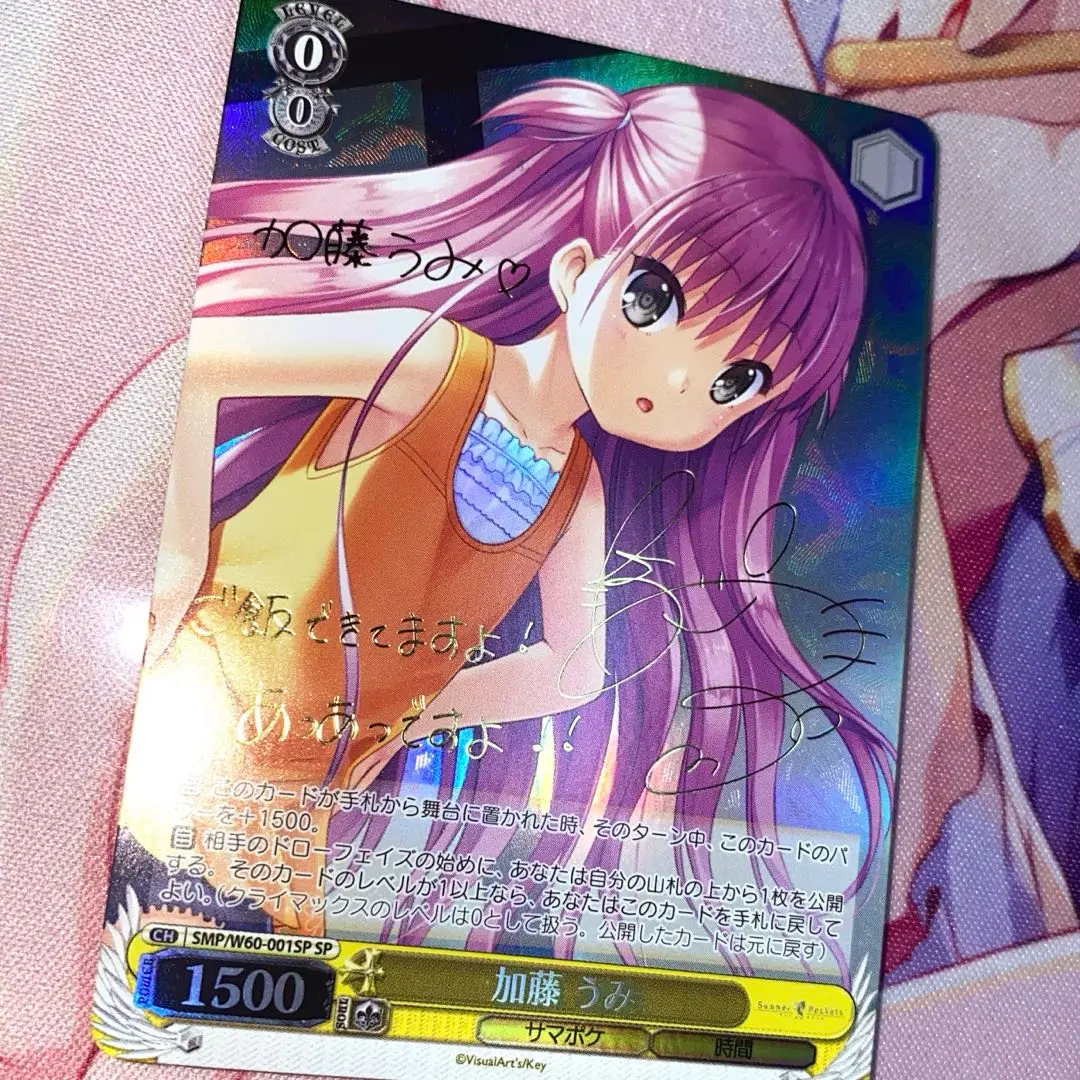 LEVEL
0
0
COST
加藤うみ♡
ご飯できてますよ!
あっあっですよ!!
自 このカードが手札から舞台に置かれた時、そのターン中、このカードのパ
ワーを+1500。
自 相手のドローフェイズの始めに、あなたは自分の山札の上から1枚を公開
する。そのカードのレベルが1以上なら、あなたはこのカードを手札に戻して
よい。(クライマックスのレベルは0として扱う。公開したカードは元に戻す)
CH SMP/W60-001SP SP
POWER 1500 SOUL 加藤 うみ Summer Pockets
サマポケ 時間
©VisualArt's/Key